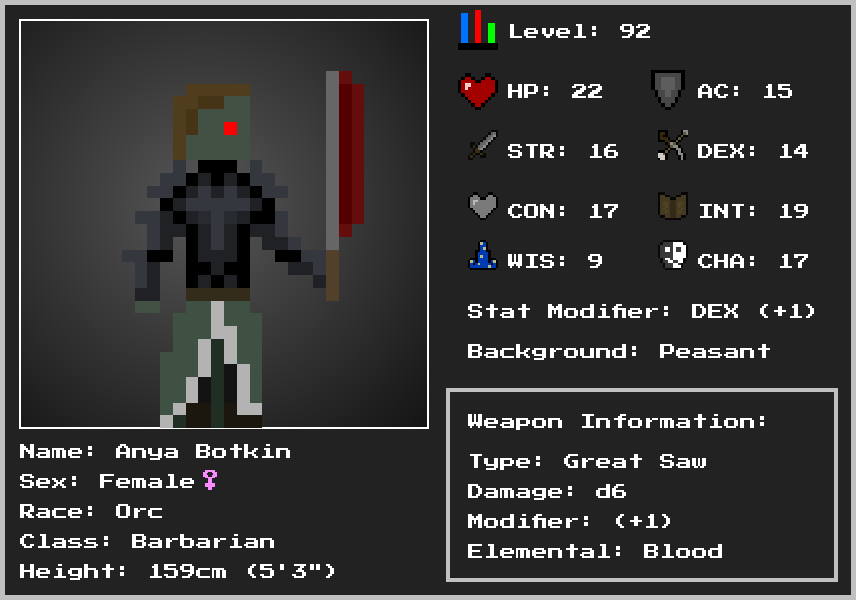 Level: 92
HP: 22
AC: 15
STR: 16
DEX: 14
CON: 17
INT: 19
WIS: 9
CHA: 17
Stat Modifier: DEX (+1)
Background: Peasant
Weapon Information:
Type: Great Saw
Damage: d6
Modifier: (+1)
Elemental: Blood
Name: Anya Botkin
Sex: Female♀
Race: Orc
Class: Barbarian
Height: 159cm (5'3")